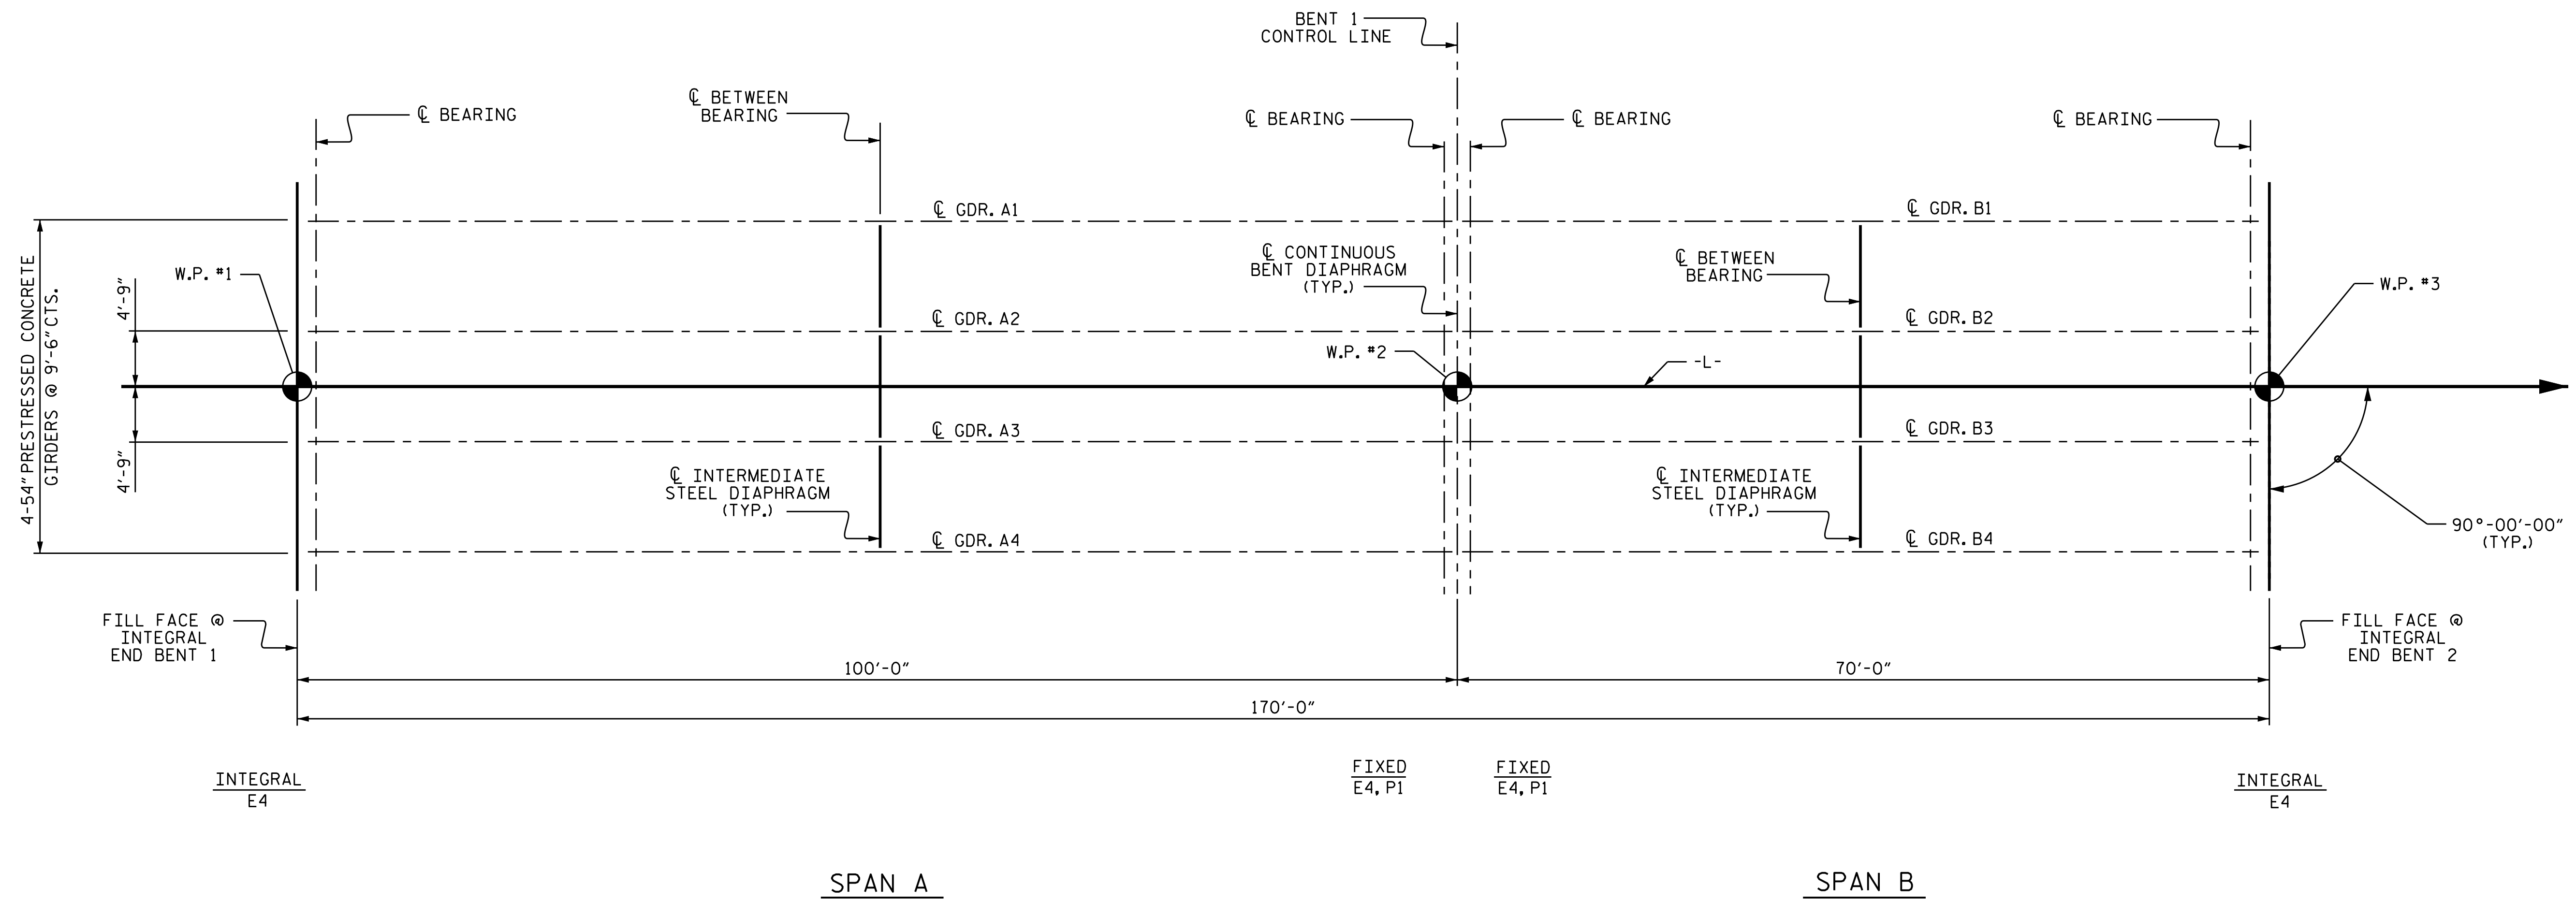 BENT 1
CONTROL LINE
℄ BEARING
℄ BETWEEN
BEARING
℄ BEARING
℄ BEARING
℄ BEARING
℄ GDR. A1
℄ GDR. B1
4-54" PRESTRESSED CONCRETE
GIRDERS @ 9'-6" CTS.
4'-9"
4'-9"
W.P. #1
℄ CONTINUOUS
BENT DIAPHRAGM
(TYP.)
℄ BETWEEN
BEARING
W.P. #3
℄ GDR. A2
℄ GDR. B2
W.P. #2
-L-
℄ GDR. A3
℄ GDR. B3
℄ INTERMEDIATE
STEEL DIAPHRAGM
(TYP.)
℄ INTERMEDIATE
STEEL DIAPHRAGM
(TYP.)
90°-00'-00"
(TYP.)
℄ GDR. A4
℄ GDR. B4
FILL FACE @
INTEGRAL
END BENT 1
FILL FACE @
INTEGRAL
END BENT 2
100'-0"
70'-0"
170'-0"
INTEGRAL
E4
FIXED
E4, P1
FIXED
E4, P1
INTEGRAL
E4
SPAN A
SPAN B